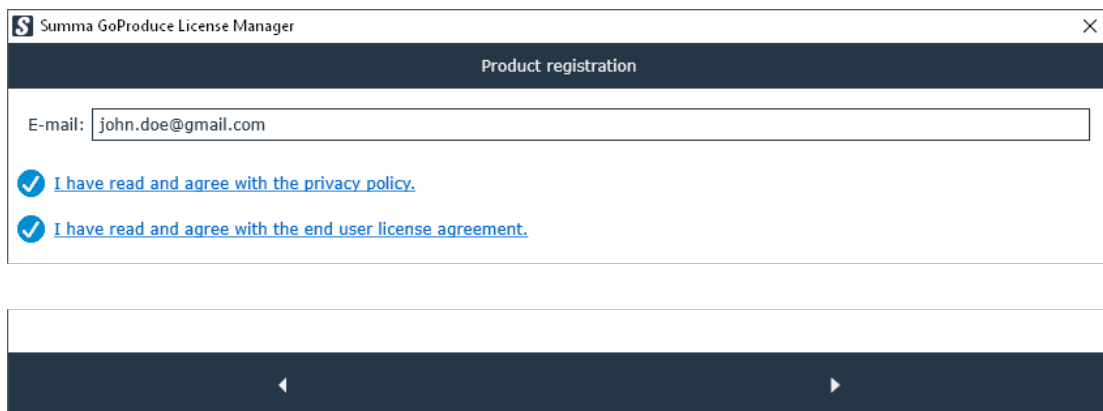 Summa GoProduce License Manager
Product registration
E-mail: john.doe@gmail.com
I have read and agree with the privacy policy.
I have read and agree with the end user license agreement.